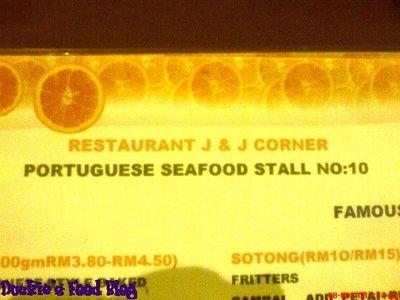 RESTAURANT J & J CORNER
PORTUGUESE SEAFOOD STALL NO:10
FAMOUS
00gmRM3.80-RM4.50)
SOTONG(RM10/RM15)
FRITTERS
Duckie's Food Blog